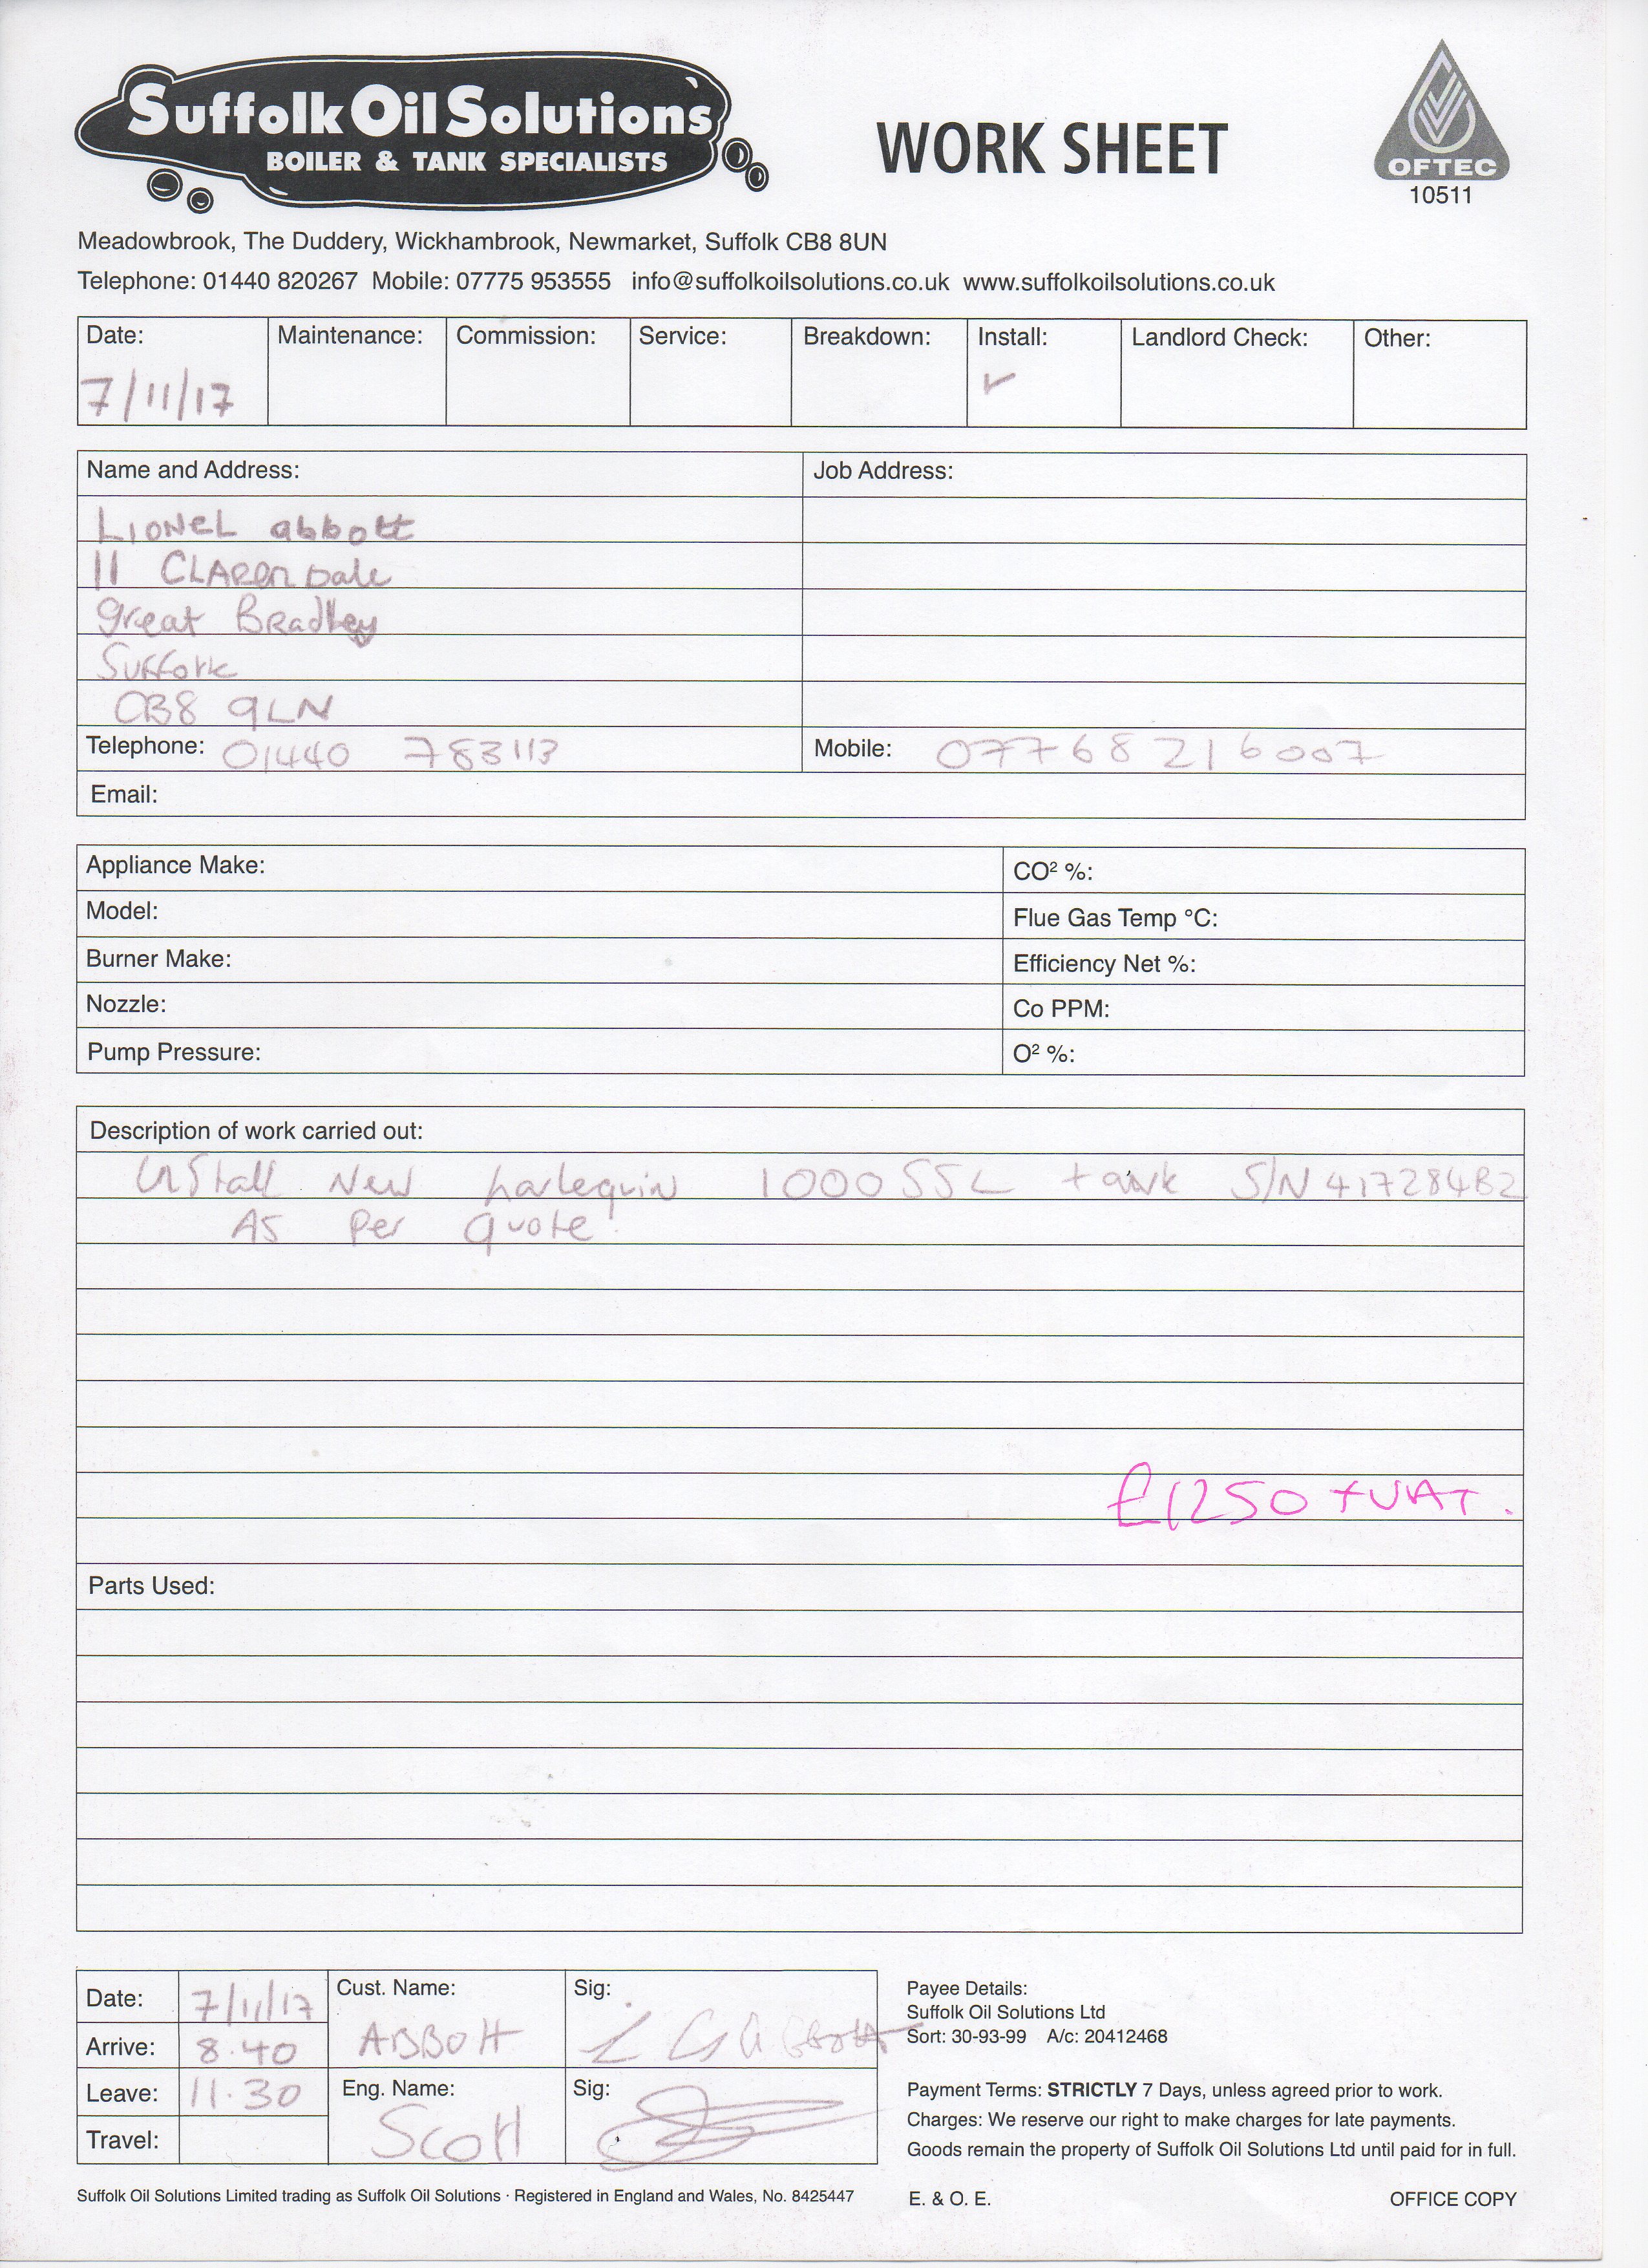 Suffolk Oil Solutions
BOILER & TANK SPECIALISTS
WORK SHEET
OFTEC
10511
Meadowbrook, The Duddery, Wickhambrook, Newmarket, Suffolk CB8 8UN
Telephone: 01440 820267 Mobile: 07775 953555 info@suffolkoilsolutions.co.uk www.suffolkoilsolutions.co.uk
Date: Maintenance: Commission: Service: Breakdown: Install: Landlord Check: Other:
7/11/17 ✓
Name and Address: Job Address:
Lionel abbott
11 CLARenDale
great Bradley
Suffolk
CB8 9LN
Telephone: 01440 783113 Mobile: 07768216007
Email:
Appliance Make: CO² %:
Model: Flue Gas Temp °C:
Burner Make: Efficiency Net %:
Nozzle: Co PPM:
Pump Pressure: O² %:
Description of work carried out:
Install New harlequin 1000SSL tank S/N 417284B2
As Per quote.
£1250 + VAT.
Parts Used:
Date: 7/11/17 Cust. Name: ABBOtt Sig: L G Abbott
Arrive: 8.40
Leave: 11.30 Eng. Name: Scott Sig:
Travel:
Payee Details:
Suffolk Oil Solutions Ltd
Sort: 30-93-99 A/c: 20412468
Payment Terms: STRICTLY 7 Days, unless agreed prior to work.
Charges: We reserve our right to make charges for late payments.
Goods remain the property of Suffolk Oil Solutions Ltd until paid for in full.
Suffolk Oil Solutions Limited trading as Suffolk Oil Solutions · Registered in England and Wales, No. 8425447
E. & O. E.
OFFICE COPY